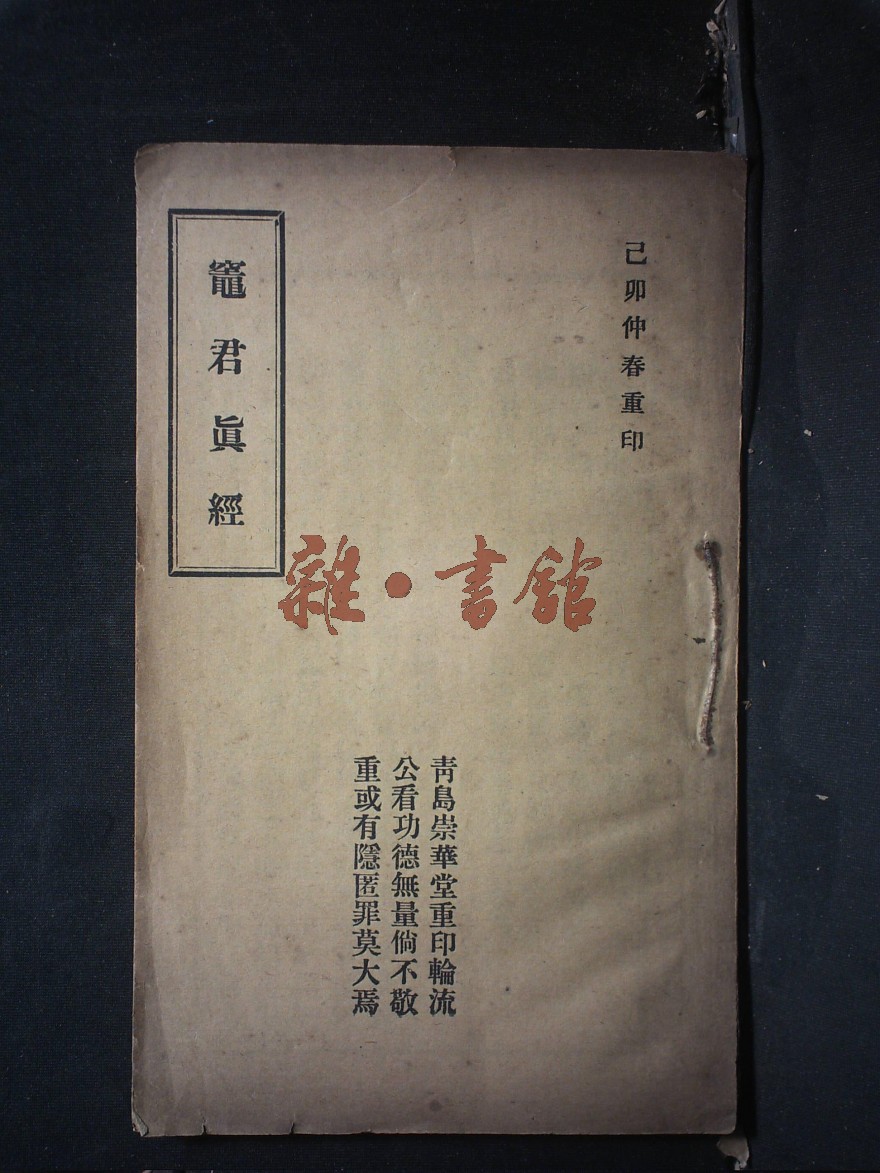 己卯仲春重印
竈君眞經
雜·書館
靑島崇華堂重印輪流
公看功德無量倘不敬
重或有隱匿罪莫大焉